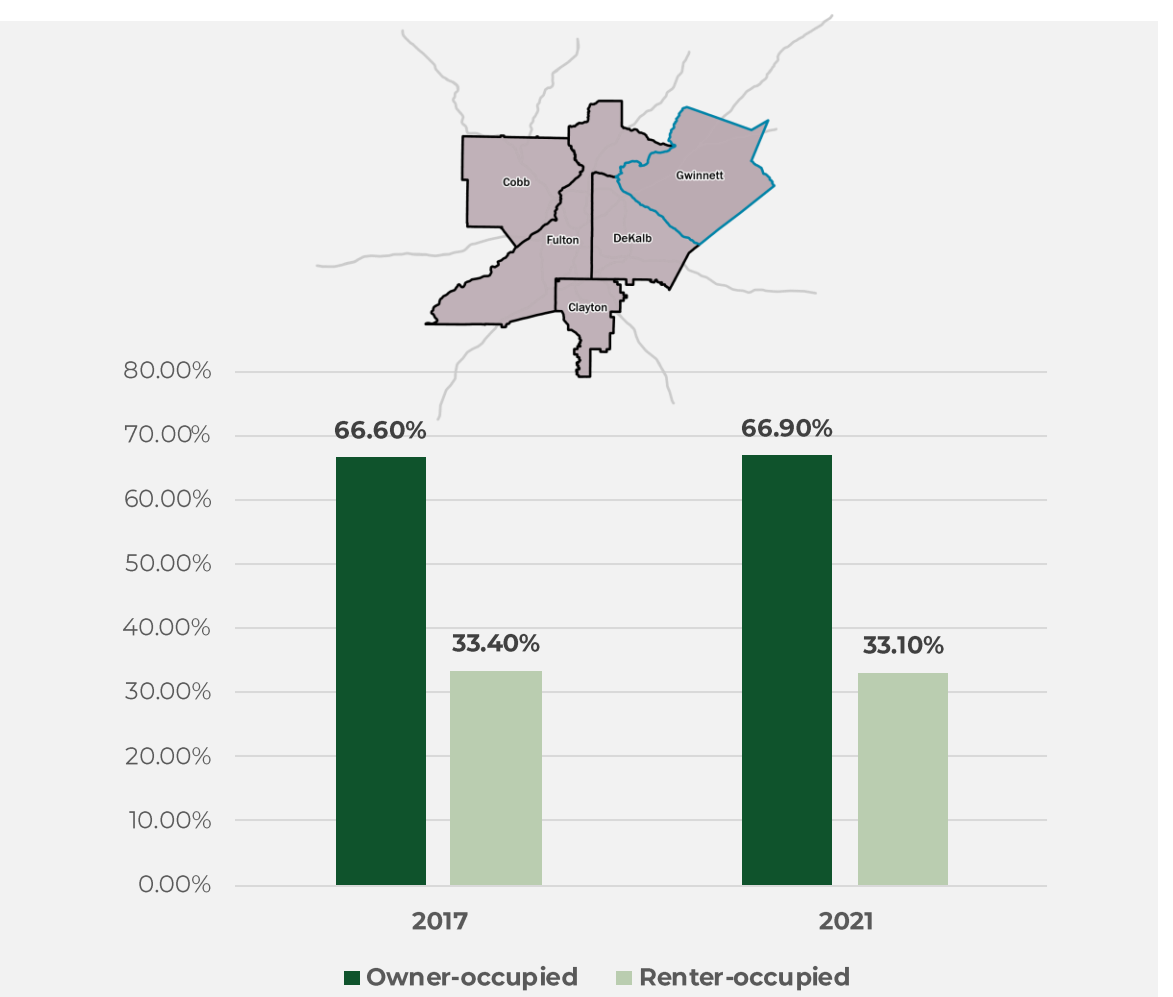 Cobb
Gwinnett
Fulton
DeKalb
Clayton
80.00%
70.00%
60.00%
50.00%
40.00%
30.00%
20.00%
10.00%
0.00%
66.60%
33.40%
66.90%
33.10%
2017
2021
Owner-occupied
Renter-occupied